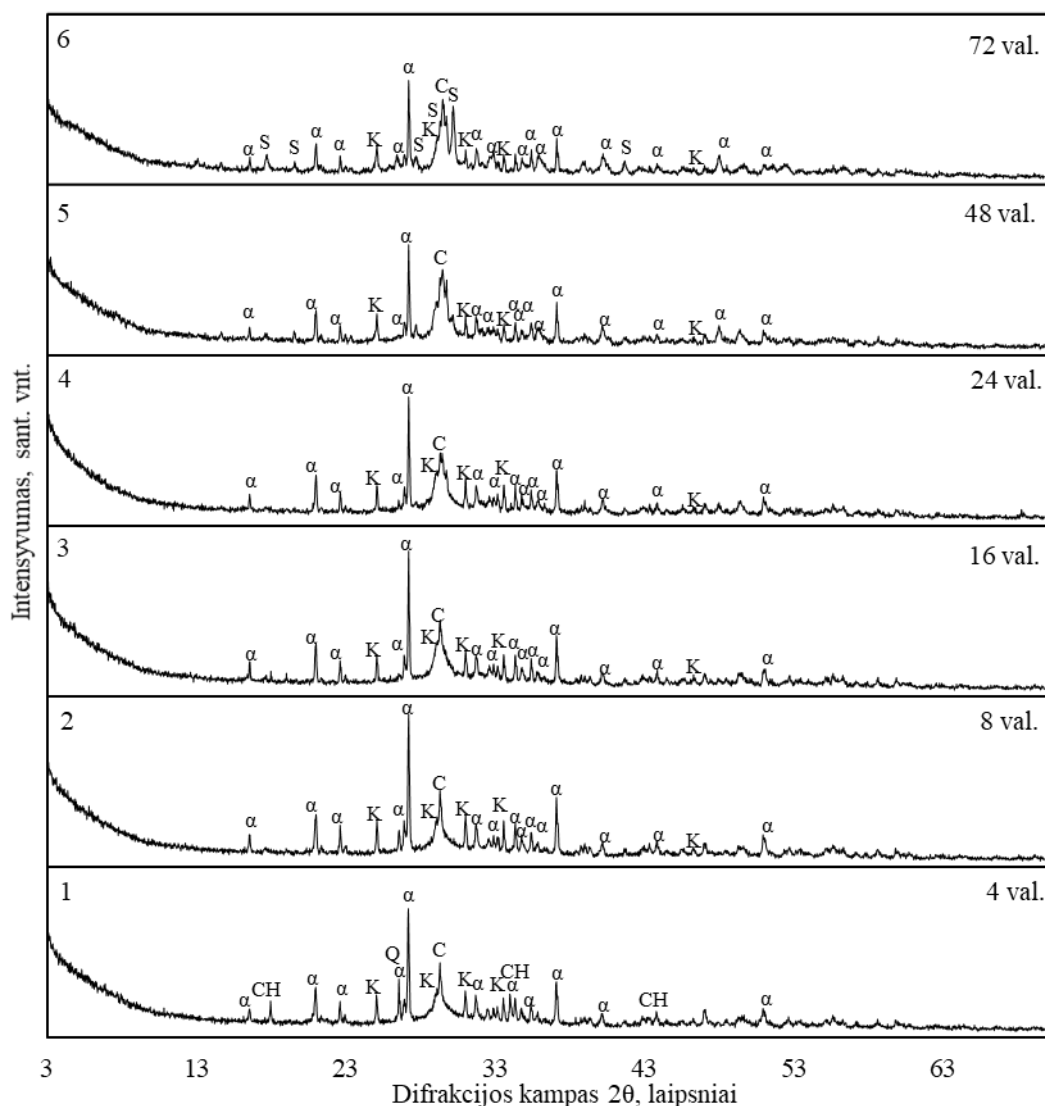 6 72 val.
α S S α α K α α S K S C S K α α K α α α α α S α K α α
5 48 val.
α α α K α α C K α α K α α α α α α K α
4 24 val.
α α α K α α K C K α α K α α α α α α α K α
3 16 val.
α α α K α α K C K α α K α α α α α α α K α
2 8 val.
α α α K α α K C K α α K α α α α α α α K α
1 4 val.
α CH α α K Q α α K C K α K CH α α α α CH α
3 13 23 33 43 53 63
Difrakcijos kampas 2θ, laipsniai
Intensyvumas, sant. vnt.